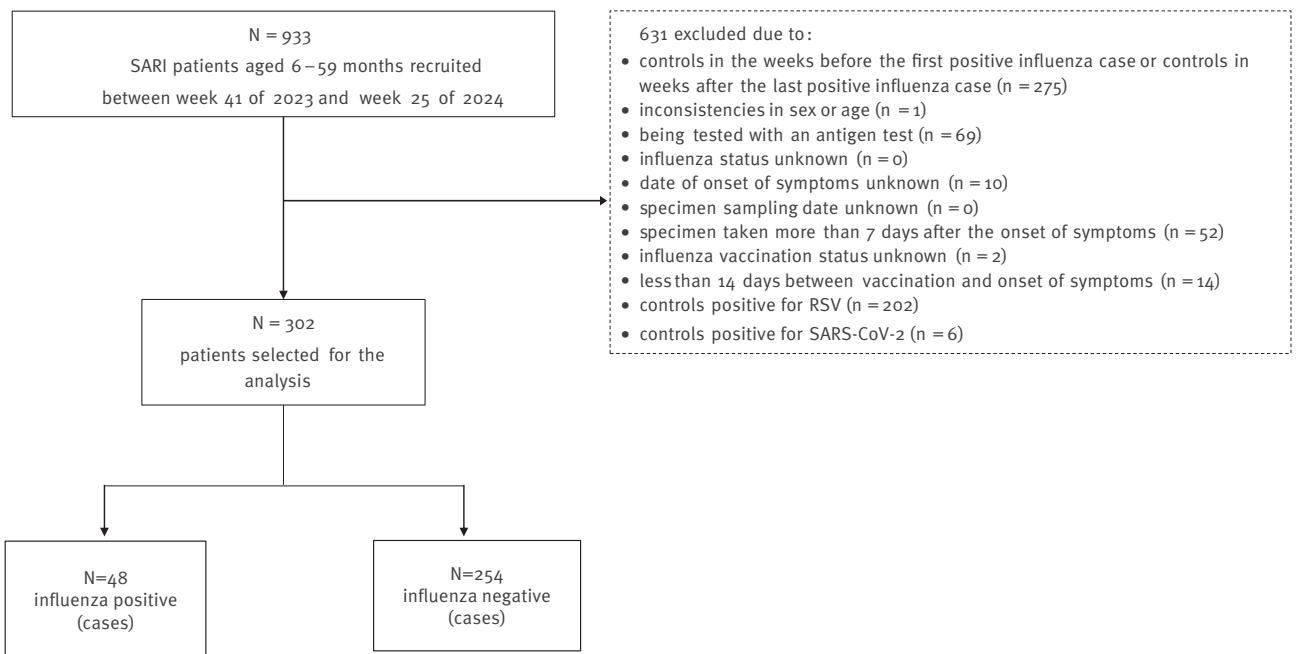 N = 933
SARI patients aged 6–59 months recruited
between week 41 of 2023 and week 25 of 2024
631 excluded due to:
• controls in the weeks before the first positive influenza case or controls in
weeks after the last positive influenza case (n = 275)
• inconsistencies in sex or age (n = 1)
• being tested with an antigen test (n = 69)
• influenza status unknown (n = 0)
• date of onset of symptoms unknown (n = 10)
• specimen sampling date unknown (n = 0)
• specimen taken more than 7 days after the onset of symptoms (n = 52)
• influenza vaccination status unknown (n = 2)
• less than 14 days between vaccination and onset of symptoms (n = 14)
• controls positive for RSV (n = 202)
• controls positive for SARS-CoV-2 (n = 6)
N = 302
patients selected for the
analysis
N=48
influenza positive
(cases)
N=254
influenza negative
(cases)